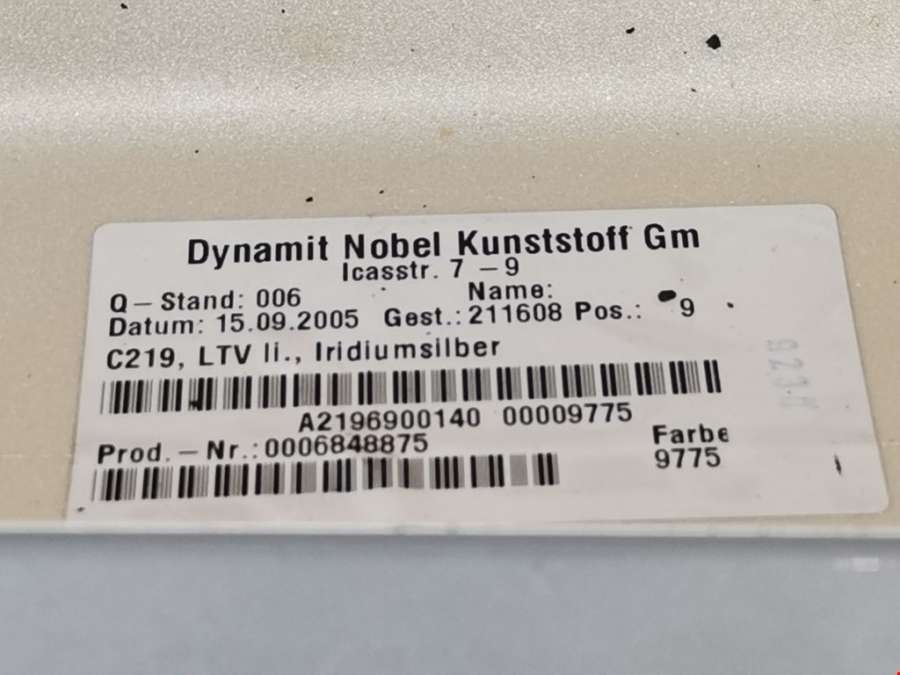 Dynamit Nobel Kunststoff Gm
Icasstr. 7 – 9
Q – Stand: 006 Name:
Datum: 15.09.2005 Gest.: 211608 Pos.: 9
C219, LTV li., Iridiumsilber
A2196900140 00009775
Prod. – Nr.:0006848875
Farbe
9775